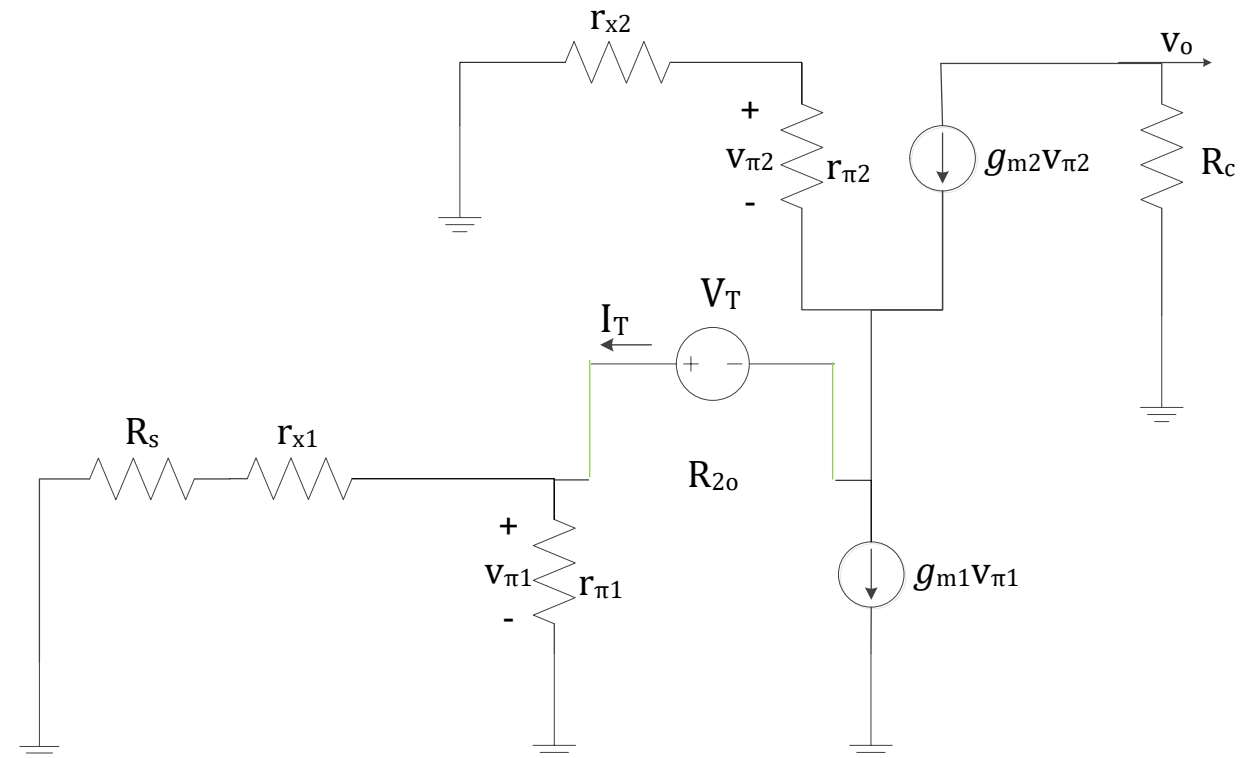 rx2
vo
+
vπ2
-
rπ2
gm2vπ2
Rc
VT
IT
+
−
Rs
rx1
R2o
+
vπ1
-
rπ1
gm1vπ1